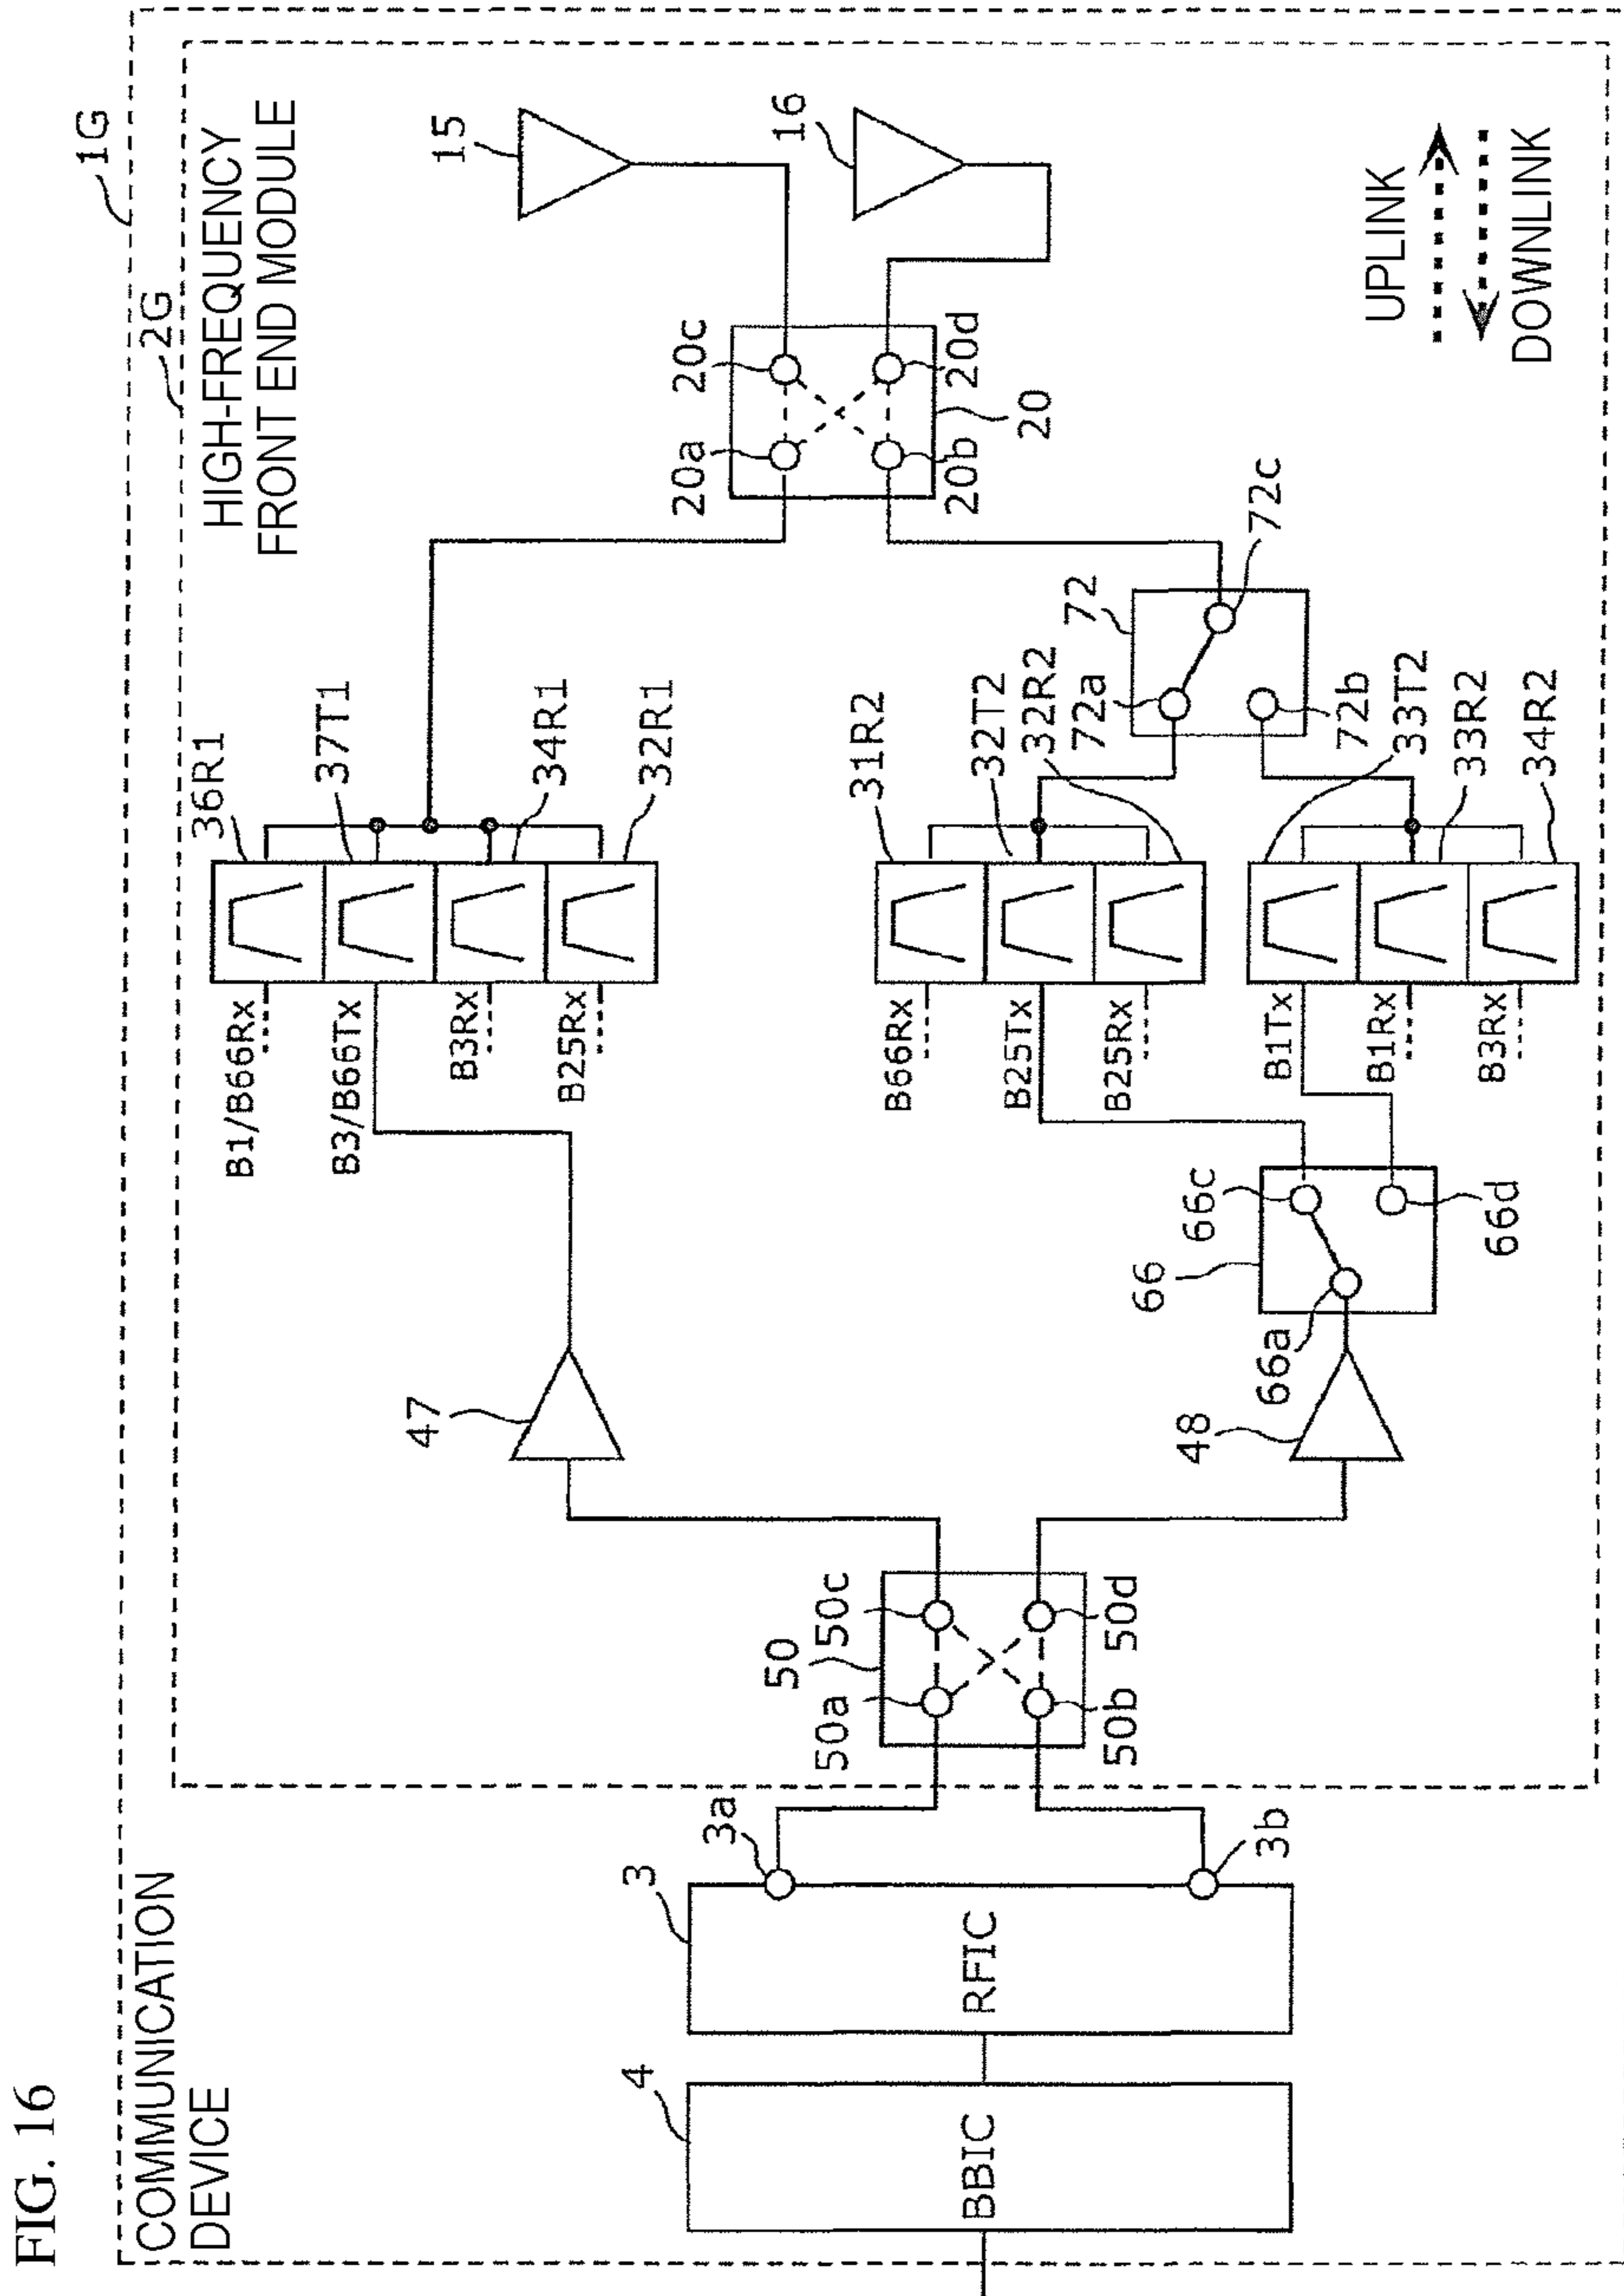 FIG. 16
1G
COMMUNICATION
DEVICE
2G
HIGH-FREQUENCY
FRONT END MODULE
4
BBIC
3
RFIC
3a
3b
50
50a
50c
50b
50d
47
48
66
66a
66c
66d
B1/B66Rx
B3/B66Tx
B3Rx
B25Rx
36R1
37T1
34R1
32R1
B66Rx
B25Tx
B25Rx
31R2
32T2
32R2
B1Tx
B1Rx
B3Rx
33T2
33R2
34R2
72
72a
72b
72c
20a
20c
20b
20d
20
15
16
UPLINK
DOWNLINK